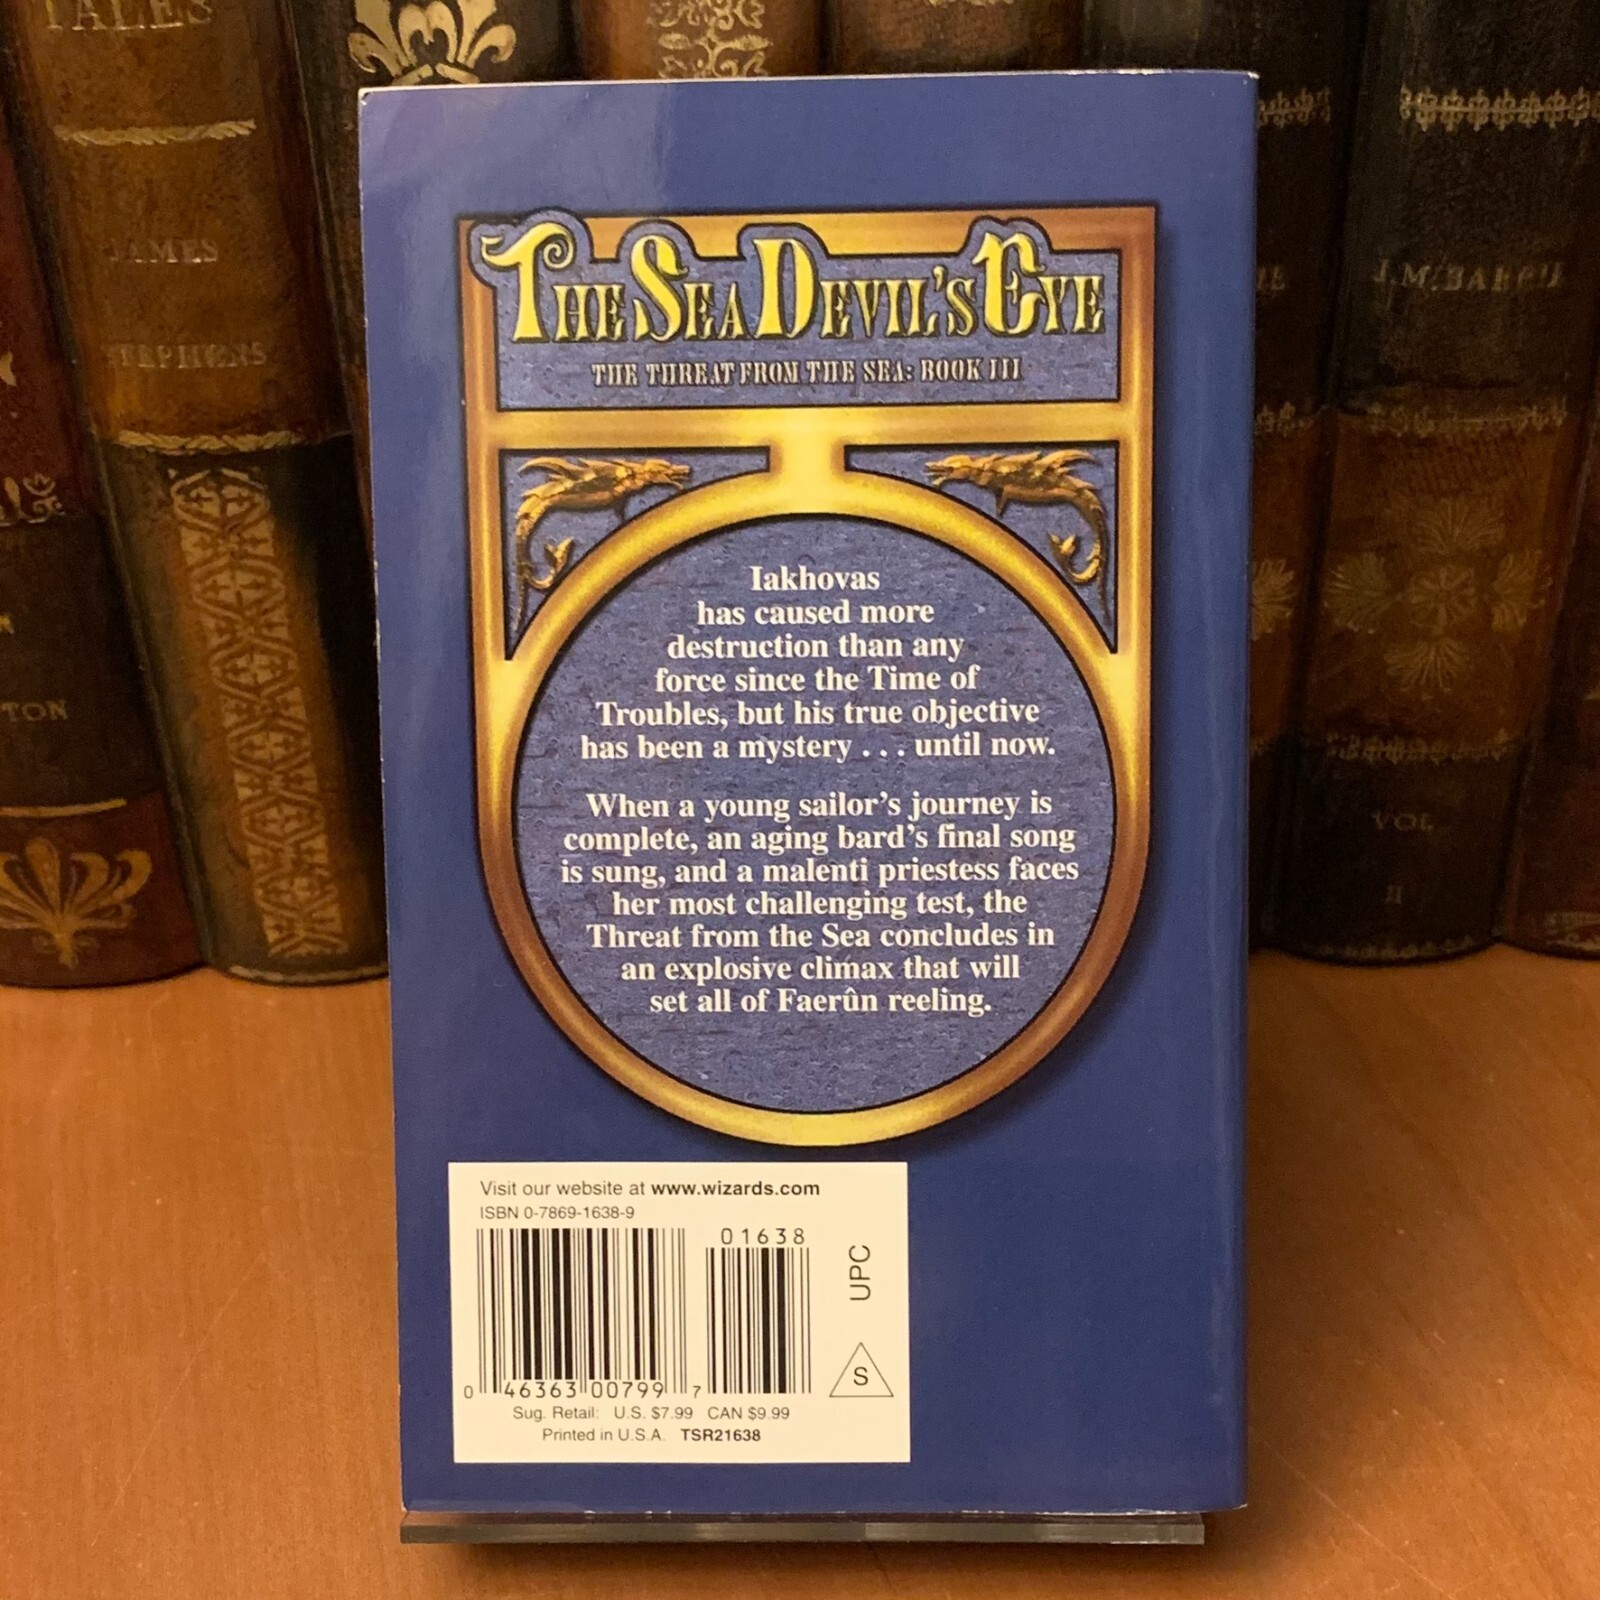 TALES
JAMES
STEPHENS
TON
J.M. BARRIE
VOL
II
THE SEA DEVIL'S EYE
THE THREAT FROM THE SEA: BOOK III
Iakhovas
has caused more
destruction than any
force since the Time of
Troubles, but his true objective
has been a mystery . . . until now.
When a young sailor's journey is
complete, an aging bard's final song
is sung, and a malenti priestess faces
her most challenging test, the
Threat from the Sea concludes in
an explosive climax that will
set all of Faerûn reeling.
Visit our website at www.wizards.com
ISBN 0-7869-1638-9
01638
UPC
S
0 46363 00799 7
Sug. Retail: U.S. $7.99 CAN $9.99
Printed in U.S.A. TSR21638